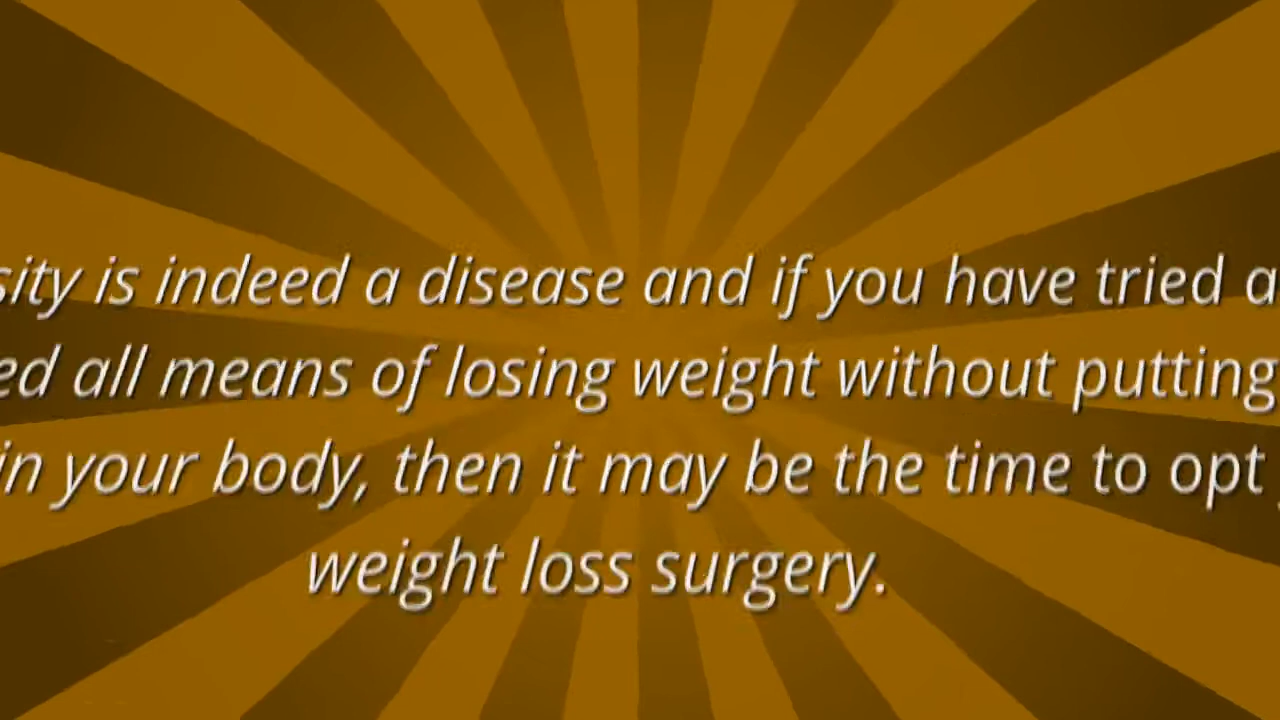 sity is indeed a disease and if you have tried a
ed all means of losing weight without putting
in your body, then it may be the time to opt
weight loss surgery.